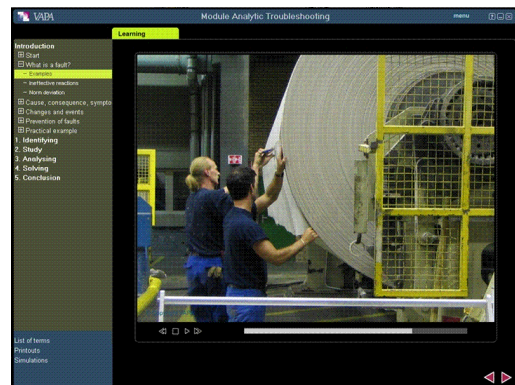 VAPA
Module Analytic Troubleshooting
menu
Learning
Introduction
Start
What is a fault?
Examples
Ineffective reactions
Norm deviation
Cause, consequence, sympto
Changes and events
Prevention of faults
Practical example
1. Identifying
2. Study
3. Analysing
4. Solving
5. Conclusion
List of terms
Printouts
Simulations